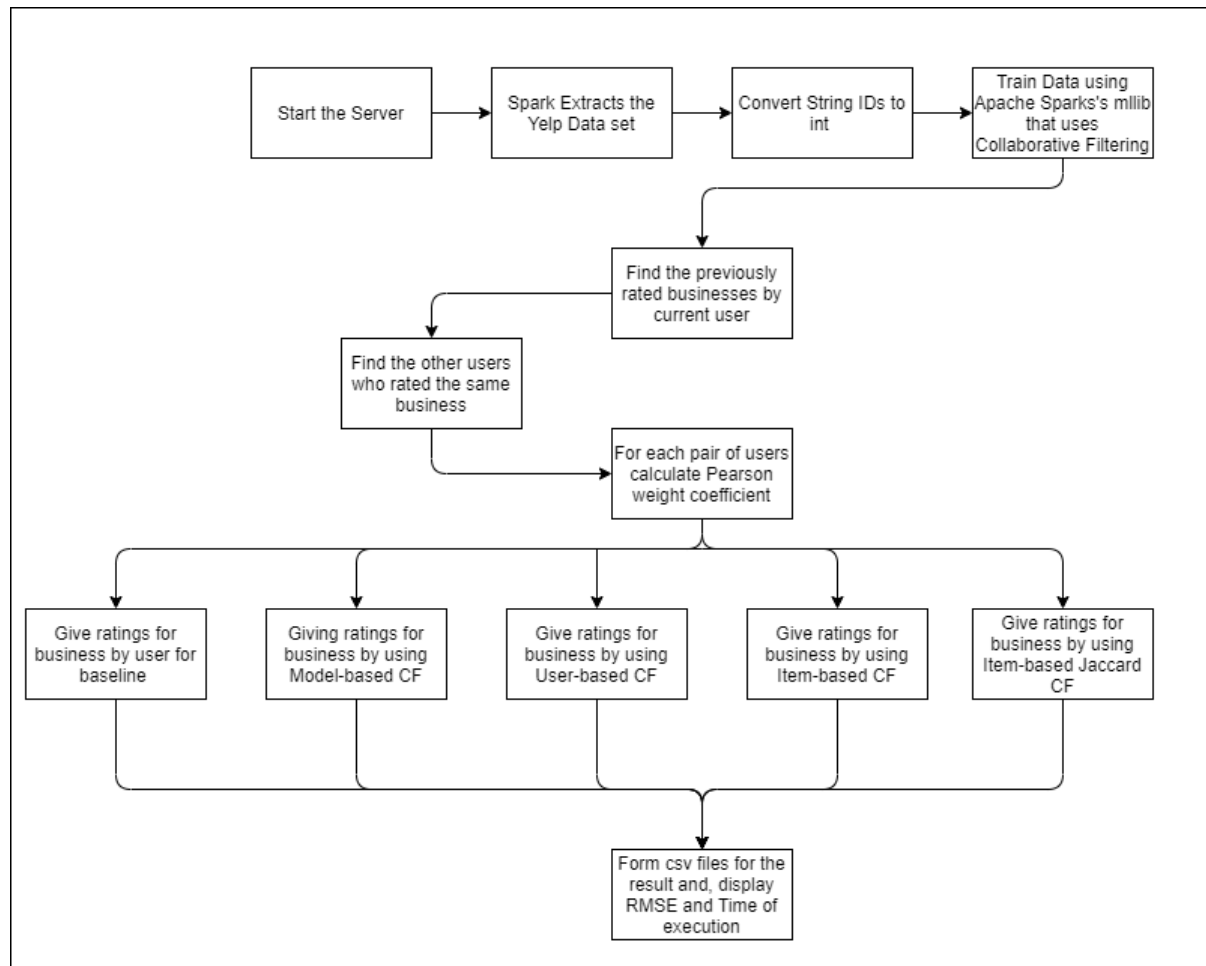 Start the Server
Spark Extracts the
Yelp Data set
Convert String IDs to
int
Train Data using
Apache Sparks's mllib
that uses
Collaborative Filtering
Find the previously
rated businesses by
current user
Find the other users
who rated the same
business
For each pair of users
calculate Pearson
weight coefficient
Give ratings for
business by user for
baseline
Giving ratings for
business by using
Model-based CF
Give ratings for
business by using
User-based CF
Give ratings for
business by using
Item-based CF
Give ratings for
business by using
Item-based Jaccard
CF
Form csv files for the
result and, display
RMSE and Time of
execution